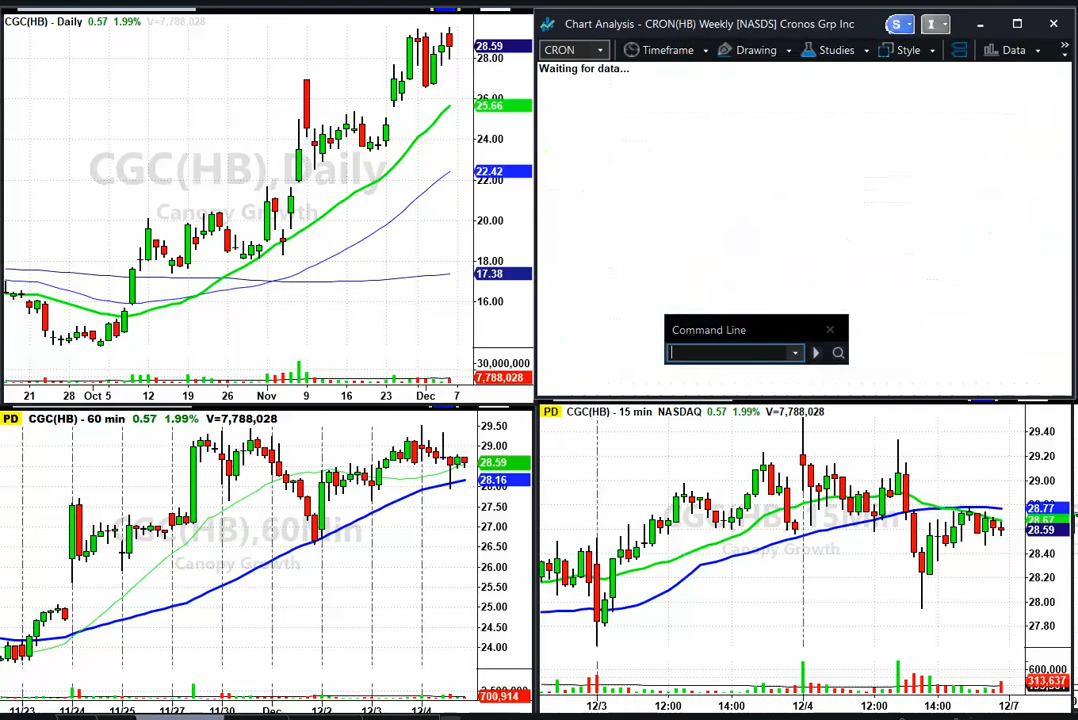 CGC(HB) - Daily 0.57 1.99% V=7,788,028
28.59
28.00
25.66
24.00
22.42
22.00
20.00
18.00
17.38
16.00
CGC(HB),Daily
Canopy Growth
30,000,000
7,788,028
21 28 Oct 5 12 19 26 Nov 9 16 23 Dec 7
Chart Analysis - CRON(HB) Weekly [NASDS] Cronos Grp Inc
S I
CRON Timeframe Drawing Studies Style Data
Waiting for data...
Command Line
PD CGC(HB) - 60 min 0.57 1.99% V=7,788,028
29.50
29.00
28.59
28.16
28.00
27.50
27.00
26.50
26.00
25.50
25.00
24.50
24.00
CGC(HB),60min
Canopy Growth
700,914
11/23 11/24 11/25 11/27 11/30 Dec 12/2 12/3 12/4
PD CGC(HB) - 15 min NASDAQ 0.57 1.99% V=7,788,028
29.40
29.20
29.00
28.77
28.67
28.59
28.40
28.20
28.00
27.80
Canopy Growth
600,000
313,637
12/3 12:00 14:00 12/4 12:00 14:00 12/7